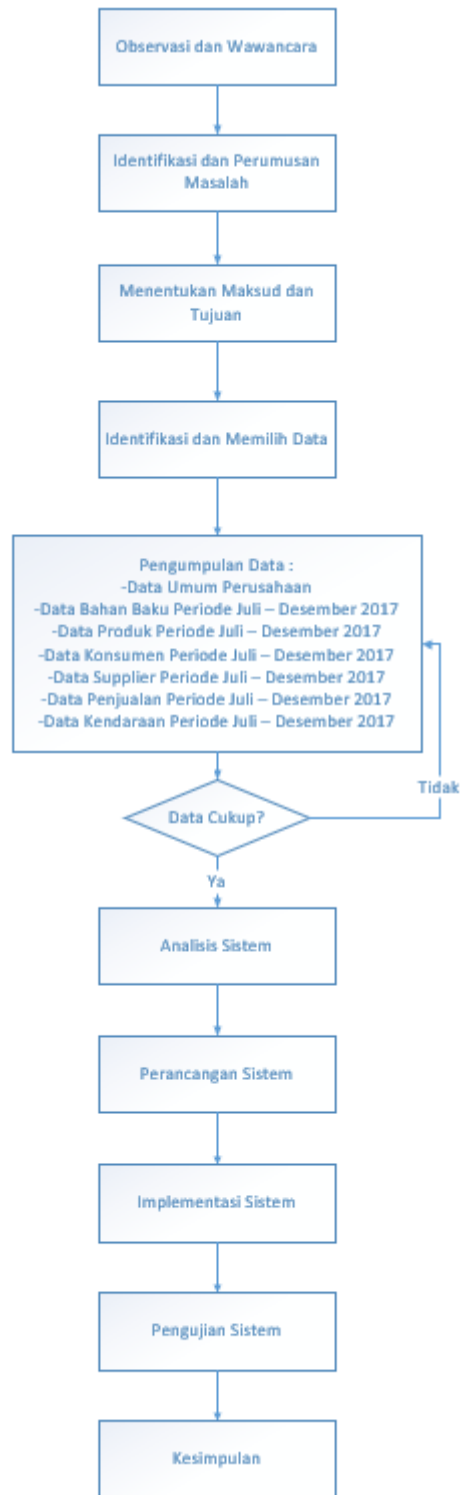 Observasi dan Wawancara
Identifikasi dan Perumusan
Masalah
Menentukan Maksud dan
Tujuan
Identifikasi dan Memilih Data
Pengumpulan Data :
-Data Umum Perusahaan
-Data Bahan Baku Periode Juli – Desember 2017
-Data Produk Periode Juli – Desember 2017
-Data Konsumen Periode Juli – Desember 2017
-Data Supplier Periode Juli – Desember 2017
-Data Penjualan Periode Juli – Desember 2017
-Data Kendaraan Periode Juli – Desember 2017
Tidak
Data Cukup?
Ya
Analisis Sistem
Perancangan Sistem
Implementasi Sistem
Pengujian Sistem
Kesimpulan